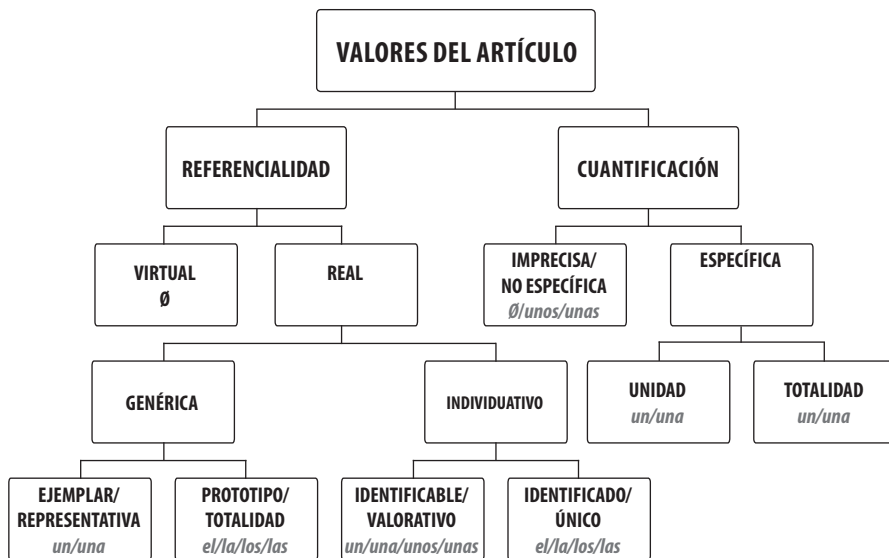 VALORES DEL ARTÍCULO
REFERENCIALIDAD
CUANTIFICACIÓN
VIRTUAL
Ø
REAL
IMPRECISA/
NO ESPECÍFICA
Ø/unos/unas
ESPECÍFICA
GENÉRICA
INDIVIDUATIVO
UNIDAD
un/una
TOTALIDAD
un/una
EJEMPLAR/
REPRESENTATIVA
un/una
PROTOTIPO/
TOTALIDAD
el/la/los/las
IDENTIFICABLE/
VALORATIVO
un/una/unos/unas
IDENTIFICADO/
ÚNICO
el/la/los/las